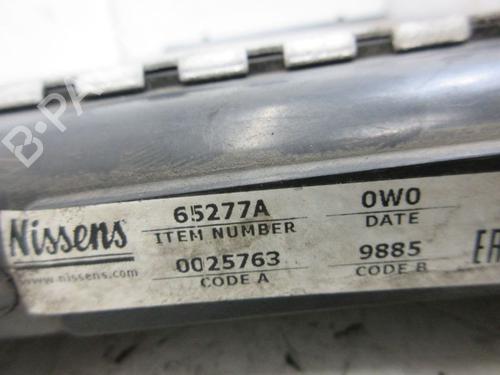 B-PA
Nissens
www.nissens.com
65277A
ITEM NUMBER
0W0
DATE
0025763
CODE A
9885
CODE B